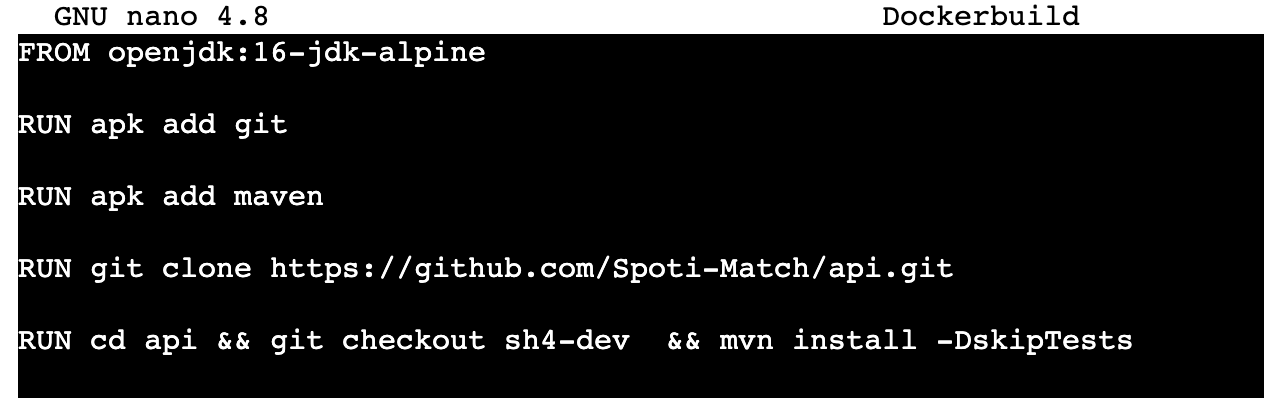 GNU nano 4.8 Dockerbuild
FROM openjdk:16-jdk-alpine
RUN apk add git
RUN apk add maven
RUN git clone https://github.com/Spoti-Match/api.git
RUN cd api && git checkout sh4-dev  && mvn install -DskipTests